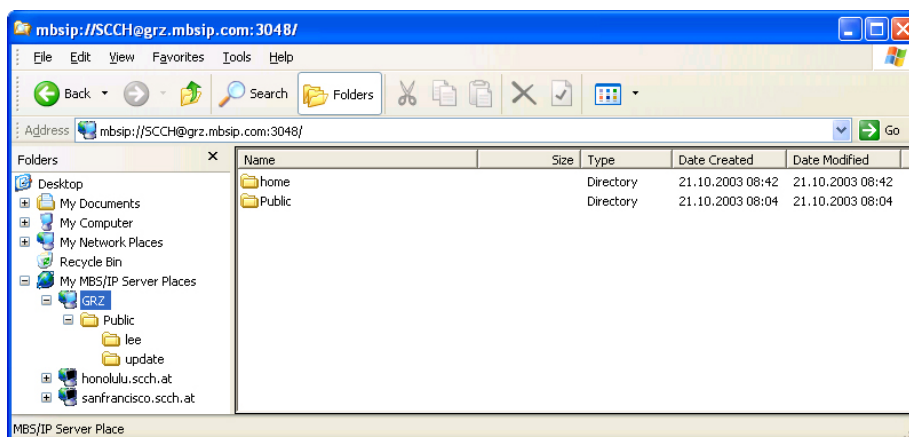 mbsip://SCCH@grz.mbsip.com:3048/
File Edit View Favorites Tools Help
Back Search Folders
Address mbsip://SCCH@grz.mbsip.com:3048/ Go
Folders x Name Size Type Date Created Date Modified
Desktop
home Directory 21.10.2003 08:42 21.10.2003 08:42
Public Directory 21.10.2003 08:04 21.10.2003 08:04
My Documents
My Computer
My Network Places
Recycle Bin
My MBS/IP Server Places
GRZ
Public
lee
update
honolulu.scch.at
sanfrancisco.scch.at
MBS/IP Server Place